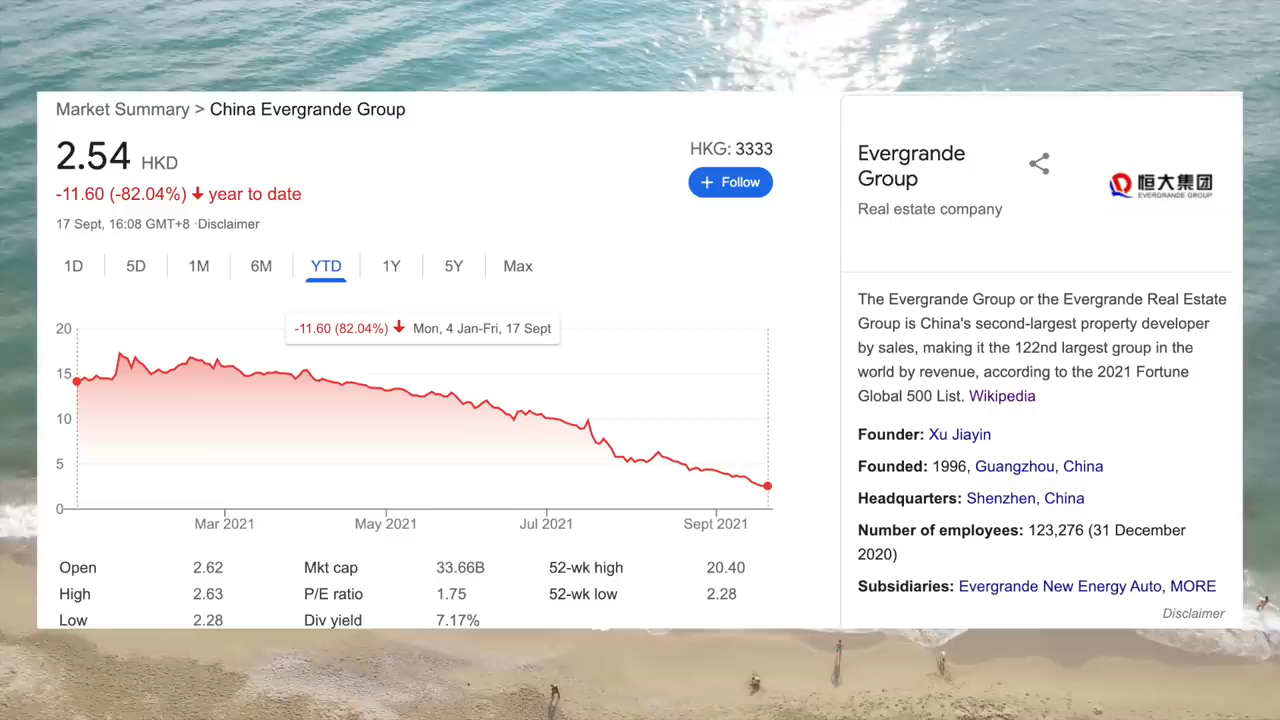 Market Summary > China Evergrande Group
2.54 HKD
-11.60 (-82.04%) ↓ year to date
17 Sept, 16:08 GMT+8 ·Disclaimer
HKG: 3333
+ Follow
1D 5D 1M 6M YTD 1Y 5Y Max
-11.60 (82.04%) ↓ Mon, 4 Jan-Fri, 17 Sept
20
15
10
5
0
Mar 2021 May 2021 Jul 2021 Sept 2021
Open 2.62 Mkt cap 33.66B 52-wk high 20.40
High 2.63 P/E ratio 1.75 52-wk low 2.28
Low 2.28 Div yield 7.17%
Evergrande
Group
Real estate company
恒大集团
EVERGRANDE GROUP
The Evergrande Group or the Evergrande Real Estate
Group is China's second-largest property developer
by sales, making it the 122nd largest group in the
world by revenue, according to the 2021 Fortune
Global 500 List. Wikipedia
Founder: Xu Jiayin
Founded: 1996, Guangzhou, China
Headquarters: Shenzhen, China
Number of employees: 123,276 (31 December
2020)
Subsidiaries: Evergrande New Energy Auto, MORE
Disclaimer